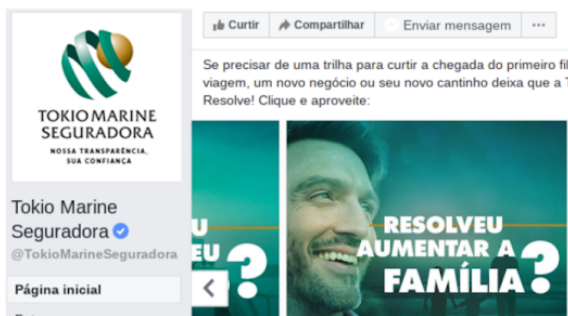 TOKIO MARINE
SEGURADORA
NOSSA TRANSPARÊNCIA,
SUA CONFIANÇA
Tokio Marine
Seguradora
@TokioMarineSeguradora
Página inicial
Curtir
Compartilhar
Enviar mensagem
Se precisar de uma trilha para curtir a chegada do primeiro
viagem, um novo negócio ou seu novo cantinho deixa que a
Resolve! Clique e aproveite:
U
EU
?
RESOLVEU
AUMENTAR A
FAMÍLIA?